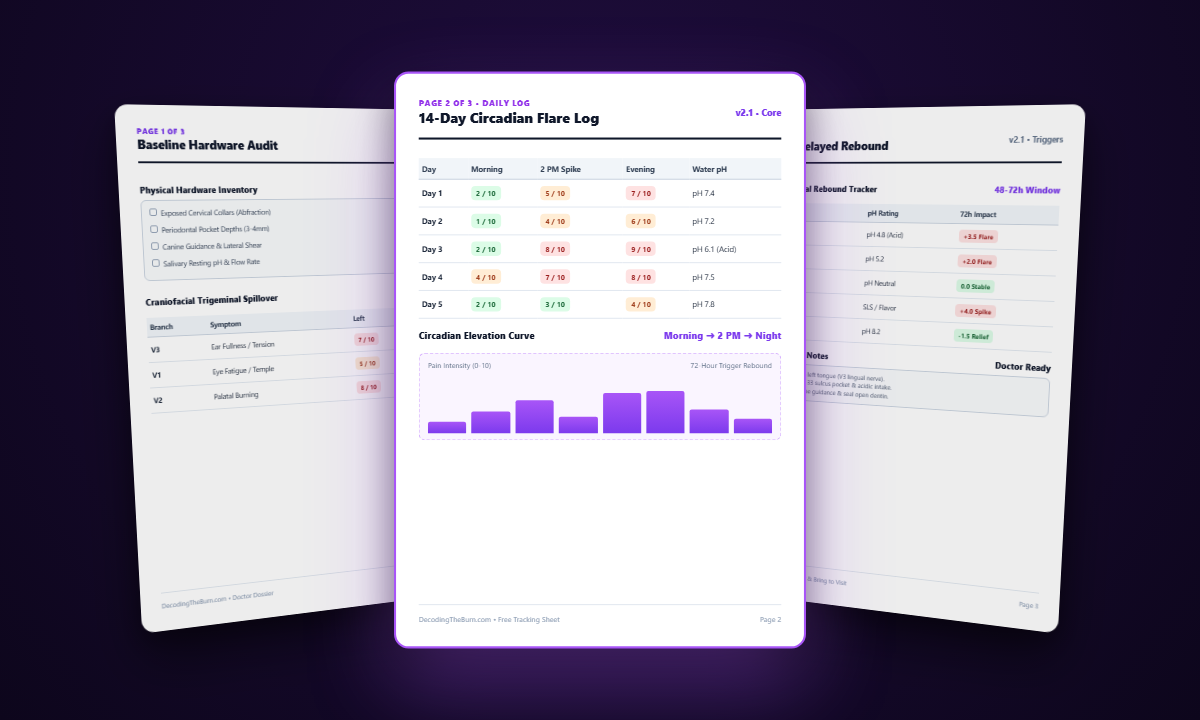 PAGE 1 OF 3
Baseline Hardware Audit
Physical Hardware Inventory
Exposed Cervical Collars (Abfraction)
Periodontal Pocket Depths (3-4mm)
Canine Guidance & Lateral Shear
Salivary Resting pH & Flow Rate
Craniofacial Trigeminal Spillover
Branch Symptom Left
V3 Ear Fullness / Tension 7 / 10
V1 Eye Fatigue / Temple 5 / 10
V2 Palatal Burning 8 / 10
DecodingTheBurn.com • Doctor Dossier
PAGE 2 OF 3 • DAILY LOG
14-Day Circadian Flare Log
v2.1 • Core
Day Morning 2 PM Spike Evening Water pH
Day 1 2 / 10 5 / 10 7 / 10 pH 7.4
Day 2 1 / 10 4 / 10 6 / 10 pH 7.2
Day 3 2 / 10 8 / 10 9 / 10 pH 6.1 (Acid)
Day 4 4 / 10 7 / 10 8 / 10 pH 7.5
Day 5 2 / 10 3 / 10 4 / 10 pH 7.8
Circadian Elevation Curve Morning → 2 PM → Night
Pain Intensity (0-10) 72-Hour Trigger Rebound
DecodingTheBurn.com • Free Tracking Sheet Page 2
elayed Rebound
v2.1 • Triggers
al Rebound Tracker 48-72h Window
pH Rating 72h Impact
pH 4.8 (Acid) +3.5 Flare
pH 5.2 +2.0 Flare
pH Neutral 0.0 Stable
SLS / Flavor +4.0 Spike
pH 8.2 -1.5 Relief
Notes Doctor Ready
left tongue (V3 lingual nerve).
sulcus pocket & acidic intake.
guidance & seal open dentin.
& Bring to Visit Page 3